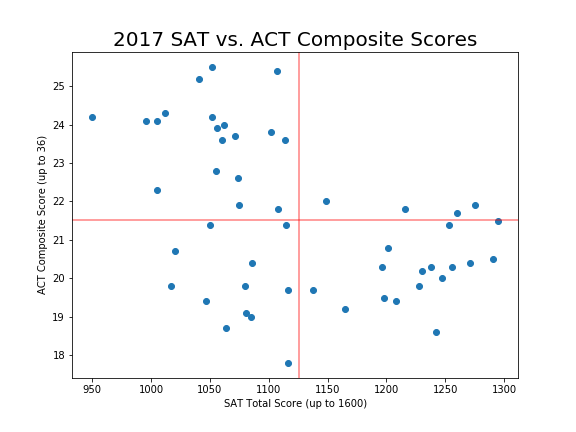 2017 SAT vs. ACT Composite Scores
ACT Composite Score (up to 36)
25
24
23
22
21
20
19
18
950 1000 1050 1100 1150 1200 1250 1300
SAT Total Score (up to 1600)